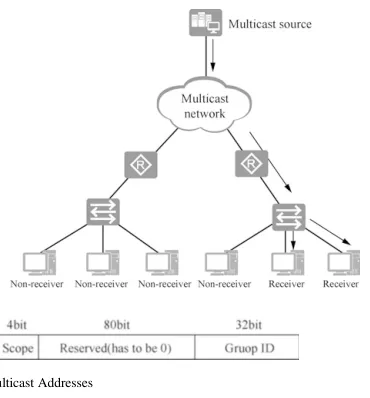 Multicast source
Multicast
network
R
R
Non-receiver Non-receiver Non-receiver Non-receiver Receiver Receiver
4bit 80bit 32bit
Scope Reserved(has to be 0) Gruop ID
lticast Addresses